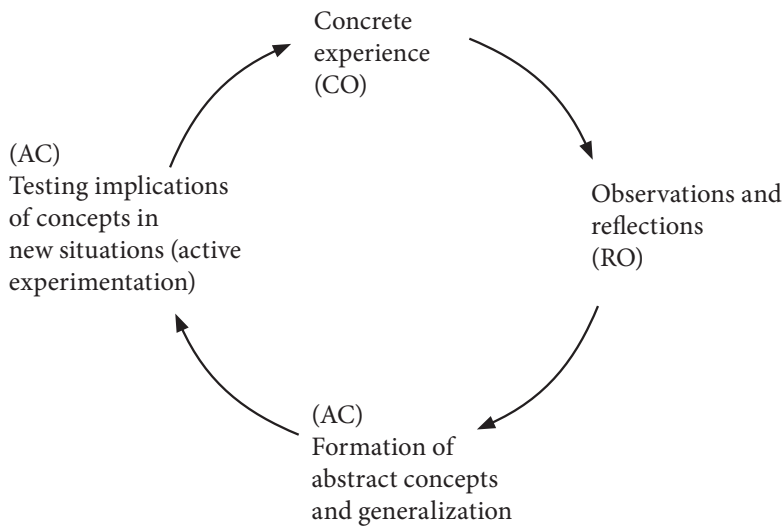 Concrete
experience
(CO)
Observations and
reflections
(RO)
(AC)
Formation of
abstract concepts
and generalization
(AC)
Testing implications
of concepts in
new situations (active
experimentation)